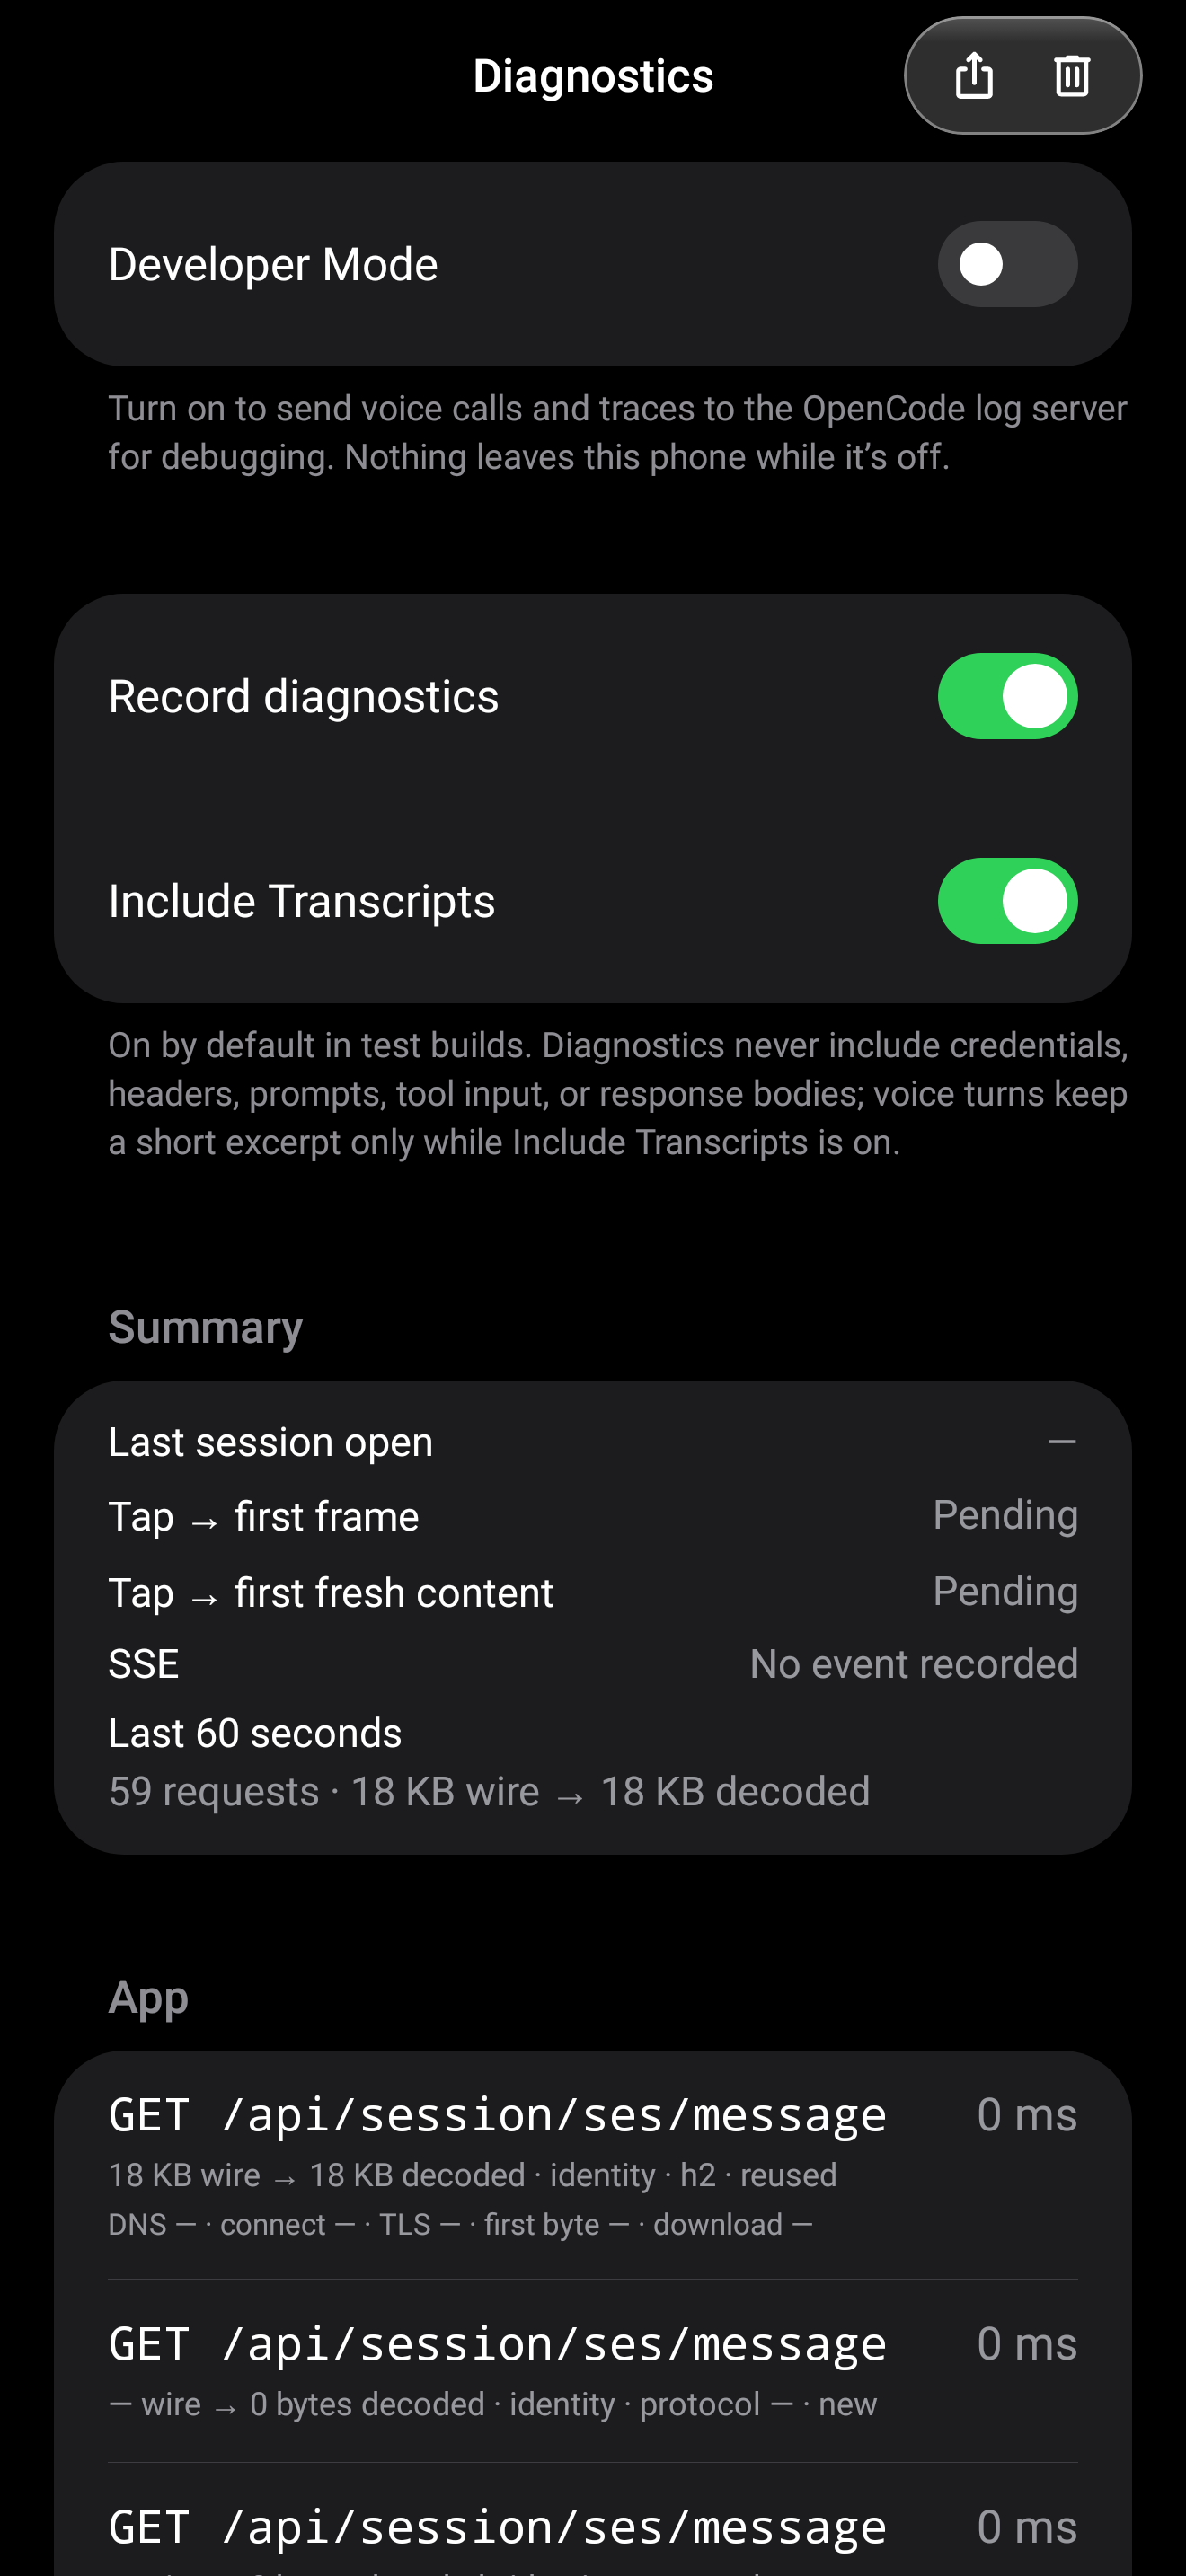 Diagnostics
Developer Mode
Turn on to send voice calls and traces to the OpenCode log server
for debugging. Nothing leaves this phone while it’s off.
Record diagnostics
Include Transcripts
On by default in test builds. Diagnostics never include credentials,
headers, prompts, tool input, or response bodies; voice turns keep
a short excerpt only while Include Transcripts is on.
Summary
Last session open —
Tap → first frame Pending
Tap → first fresh content Pending
SSE No event recorded
Last 60 seconds
59 requests · 18 KB wire → 18 KB decoded
App
GET /api/session/ses/message 0 ms
18 KB wire → 18 KB decoded · identity · h2 · reused
DNS — · connect — · TLS — · first byte — · download —
GET /api/session/ses/message 0 ms
— wire → 0 bytes decoded · identity · protocol — · new
GET /api/session/ses/message 0 ms